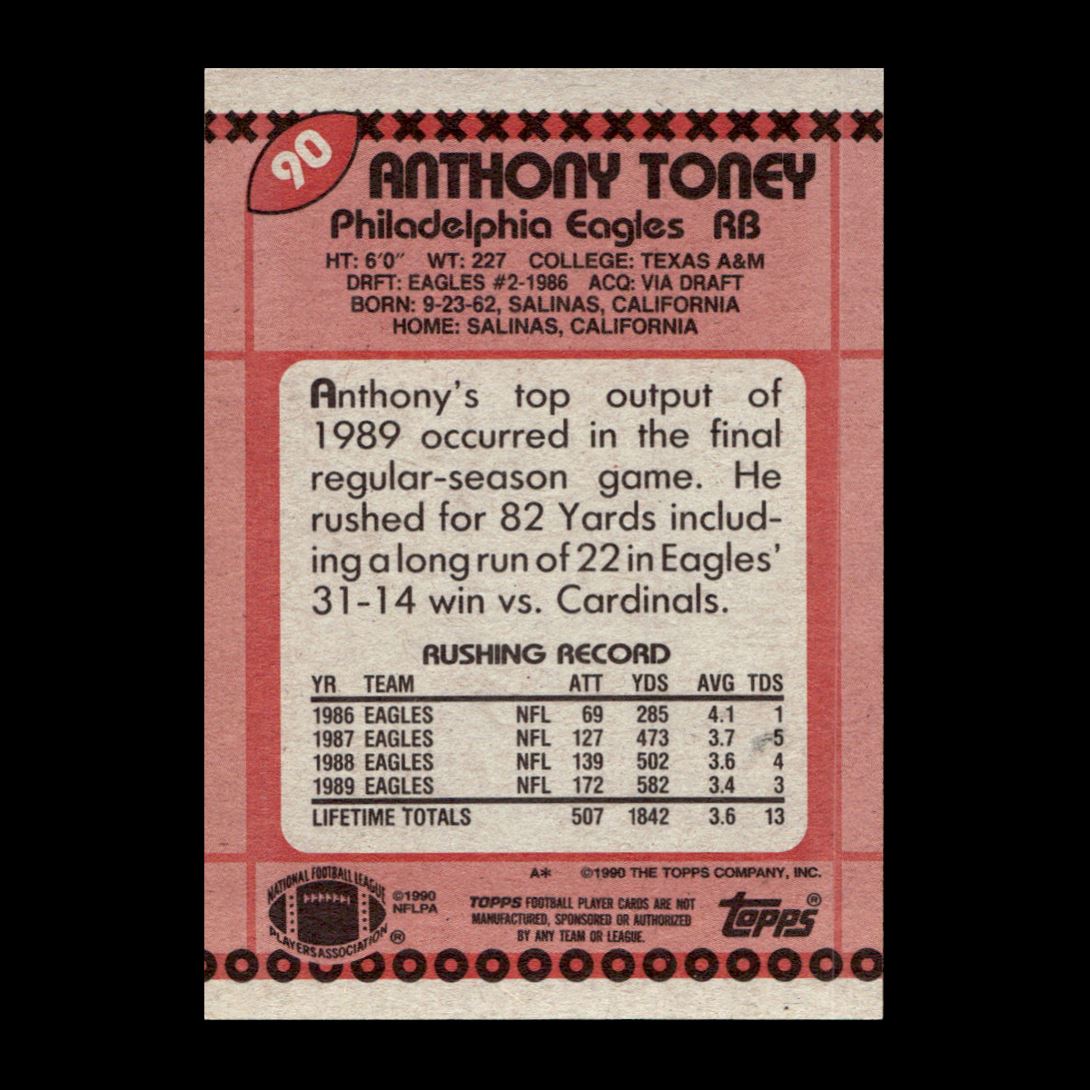 90
ANTHONY TONEY
Philadelphia Eagles RB
HT: 6'0" WT: 227 COLLEGE: TEXAS A&M
DRFT: EAGLES #2-1986 ACQ: VIA DRAFT
BORN: 9-23-62, SALINAS, CALIFORNIA
HOME: SALINAS, CALIFORNIA
Anthony's top output of
1989 occurred in the final
regular-season game. He
rushed for 82 Yards includ-
ing a long run of 22 in Eagles'
31-14 win vs. Cardinals.
RUSHING RECORD
YR TEAM ATT YDS AVG TDS
1986 EAGLES NFL 69 285 4.1 1
1987 EAGLES NFL 127 473 3.7 5
1988 EAGLES NFL 139 502 3.6 4
1989 EAGLES NFL 172 582 3.4 3
LIFETIME TOTALS 507 1842 3.6 13
A* ©1990 THE TOPPS COMPANY, INC.
NATIONAL FOOTBALL LEAGUE
PLAYERS ASSOCIATION ®
©1990
NFLPA
TOPPS FOOTBALL PLAYER CARDS ARE NOT
MANUFACTURED, SPONSORED OR AUTHORIZED
BY ANY TEAM OR LEAGUE.
topps®